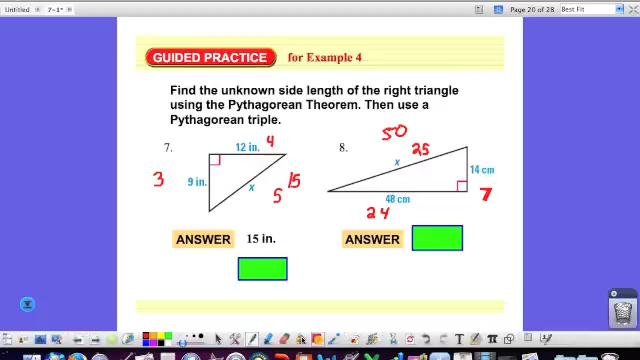 Untitled
7-1*
Page 20 of 28
Best Fit
GUIDED PRACTICE
for Example 4
Find the unknown side length of the right triangle
using the Pythagorean Theorem. Then use a
Pythagorean triple.
7.
12 in.
4
3
9 in.
x
5
15
ANSWER
15 in.
8.
50
25
x
14 cm
7
48 cm
24
ANSWER
T
π